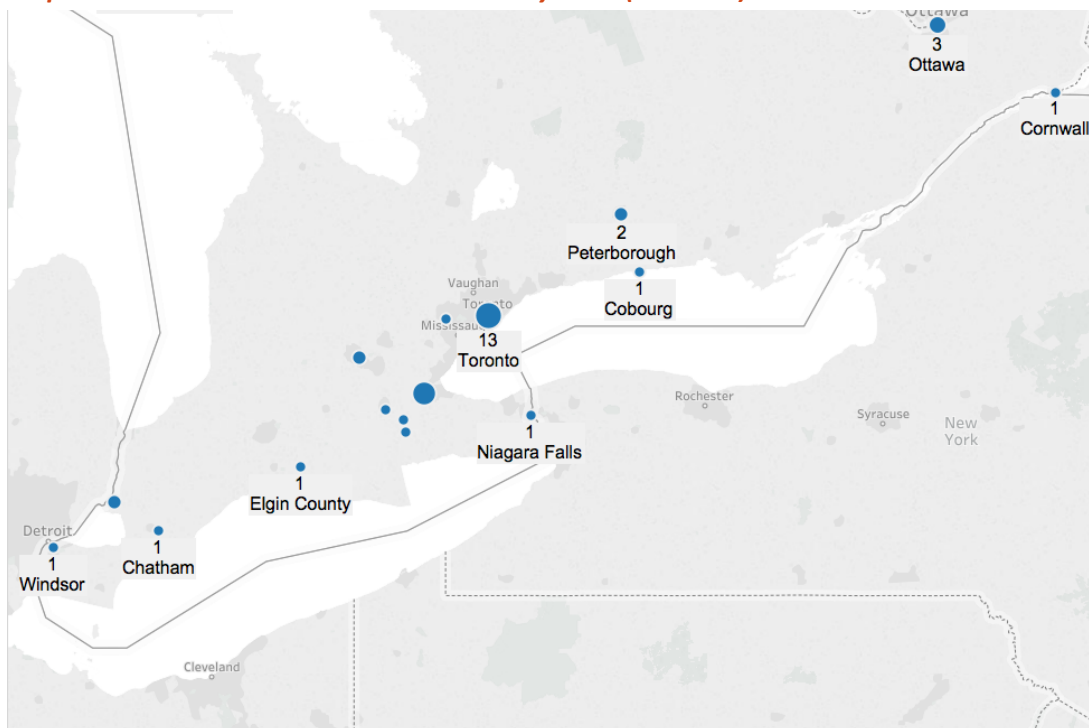 Ottawa
3
Ottawa
1
Cornwall
2
Peterborough
1
Cobourg
Vaughan
Toronto
13
Toronto
Rochester
Syracuse
New
York
1
Niagara Falls
1
Elgin County
Detroit
1
Windsor
1
Chatham
Cleveland